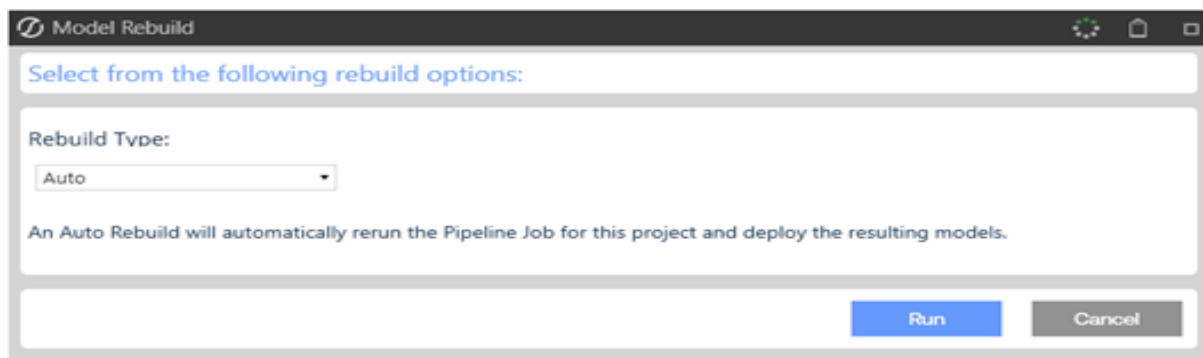 Model Rebuild
Select from the following rebuild options:
Rebuild Type:
Auto
An Auto Rebuild will automatically rerun the Pipeline Job for this project and deploy the resulting models.
Run Cancel